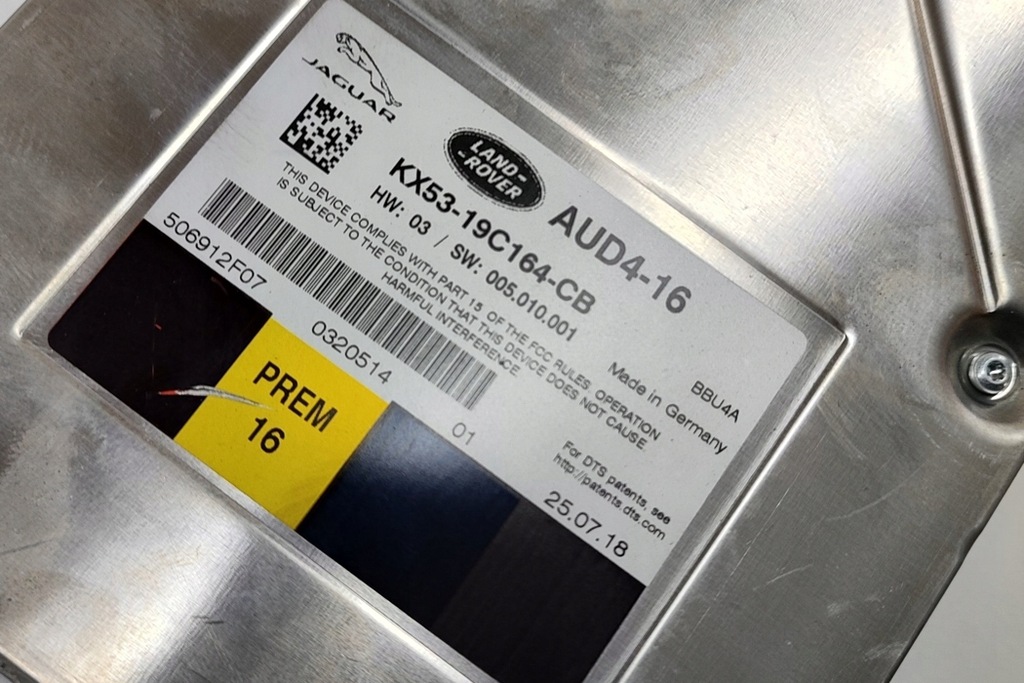 JAGUAR
LAND-
-ROVER
AUD4-16
KX53-19C164-CB
HW: 03 / SW: 005.010.001
THIS DEVICE COMPLIES WITH PART 15 OF THE FCC RULES. OPERATION
IS SUBJECT TO THE CONDITION THAT THIS DEVICE DOES NOT CAUSE
HARMFUL INTERFERENCE.
BBU4A
Made in Germany
506912F07
0320514
01
For DTS patents, see
http://patents.dts.com
25.07.18
PREM
16